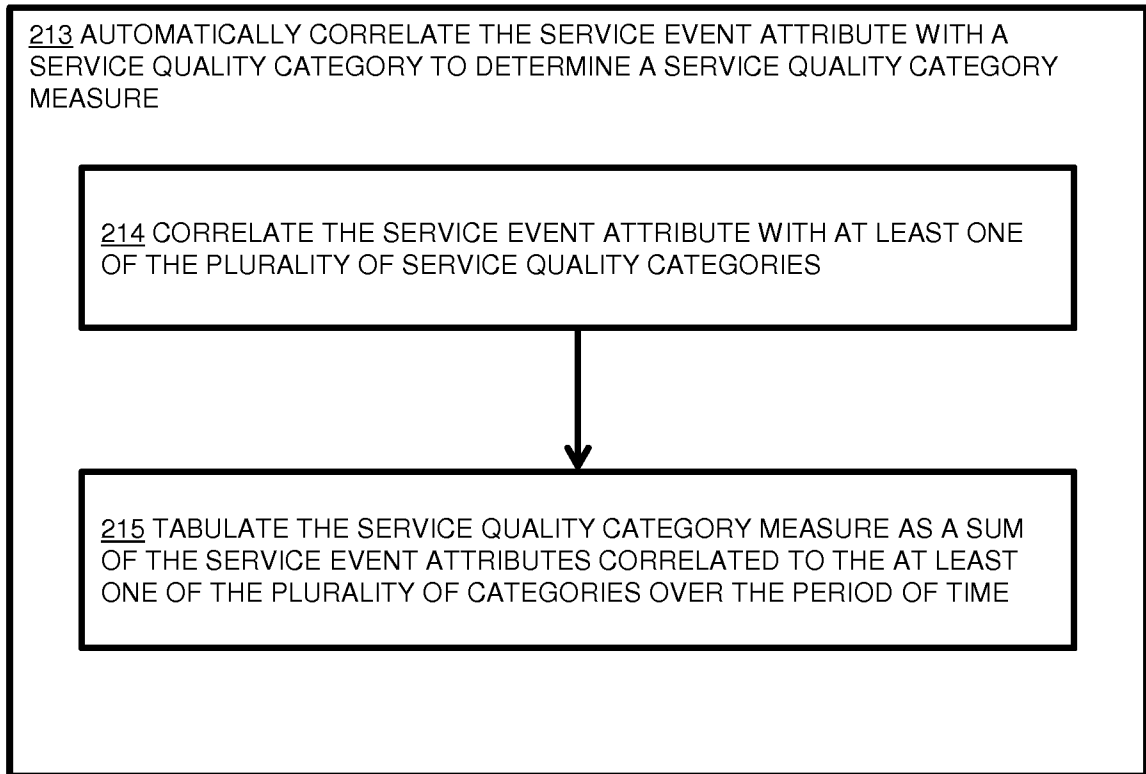 213 AUTOMATICALLY CORRELATE THE SERVICE EVENT ATTRIBUTE WITH A
SERVICE QUALITY CATEGORY TO DETERMINE A SERVICE QUALITY CATEGORY
MEASURE
214 CORRELATE THE SERVICE EVENT ATTRIBUTE WITH AT LEAST ONE
OF THE PLURALITY OF SERVICE QUALITY CATEGORIES
215 TABULATE THE SERVICE QUALITY CATEGORY MEASURE AS A SUM
OF THE SERVICE EVENT ATTRIBUTES CORRELATED TO THE AT LEAST
ONE OF THE PLURALITY OF CATEGORIES OVER THE PERIOD OF TIME